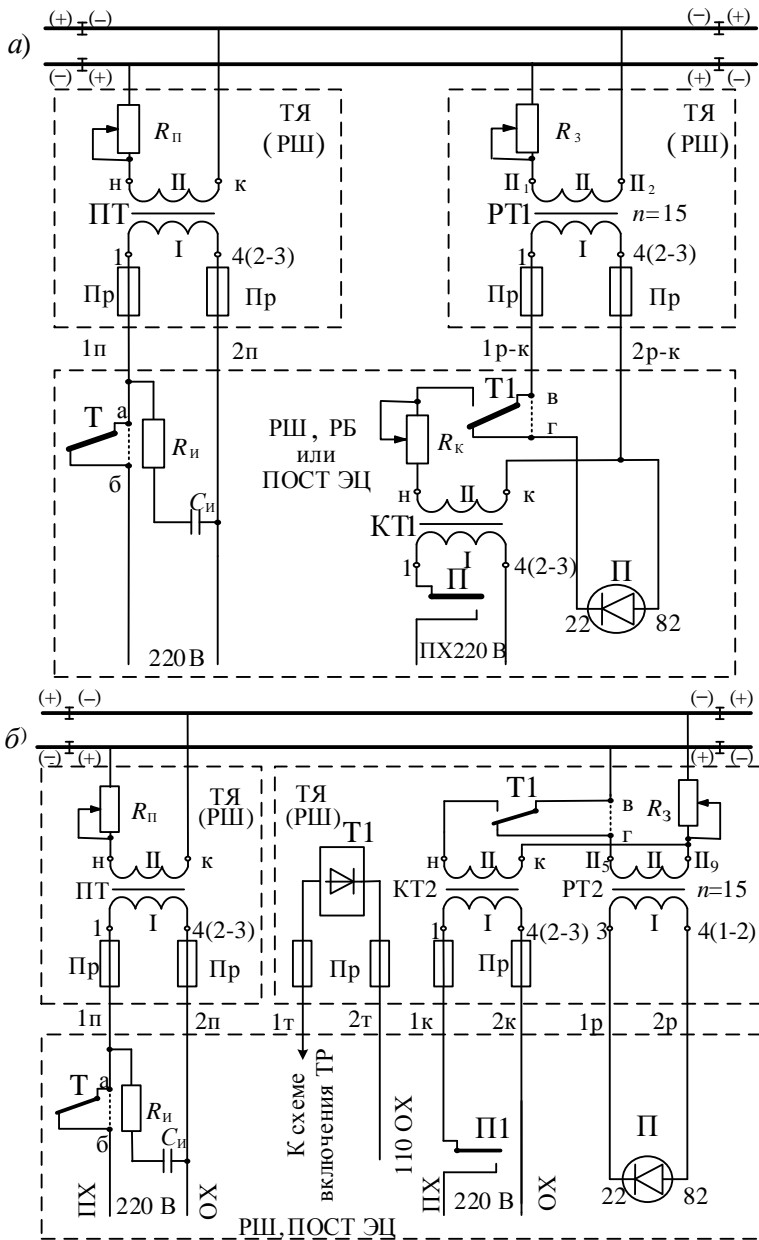 а)
(+) (−) (−) (+)
(−) (+) (+) (−)
ТЯ
(РШ)
Rп
н II к
ПТ
I
1 4(2-3)
Пр Пр
1п 2п
ТЯ
(РШ)
Rз
II1 II II2
РТ1 n=15
I
1 4(2-3)
Пр Пр
1р-к 2р-к
Т а
Rи
б
Cи
220 В
РШ, РБ
или
ПОСТ ЭЦ
Т1 в
г
Rк
н II к
КТ1
I
1 П 4(2-3)
ПХ220 В
П
22 82
б)
(+) (−) (−) (+)
(−) (+) (+) (−)
ТЯ
(РШ)
Rп
н II к
ПТ
I
1 4(2-3)
Пр Пр
1п 2п
ТЯ
(РШ)
Т1
Пр
1т 2т
Т1 в
г
Rз
н II к
КТ2
I
1 4(2-3)
Пр
1к 2к
II5 II II9
РТ2 n=15
I
3 4(1-2)
1р 2р
Т а
Rи
б
Cи
ПХ 220 В ОХ
К схеме
включения ТР
110 ОХ
П1
ПХ 220 В ОХ
П
22 82
РШ, ПОСТ ЭЦ